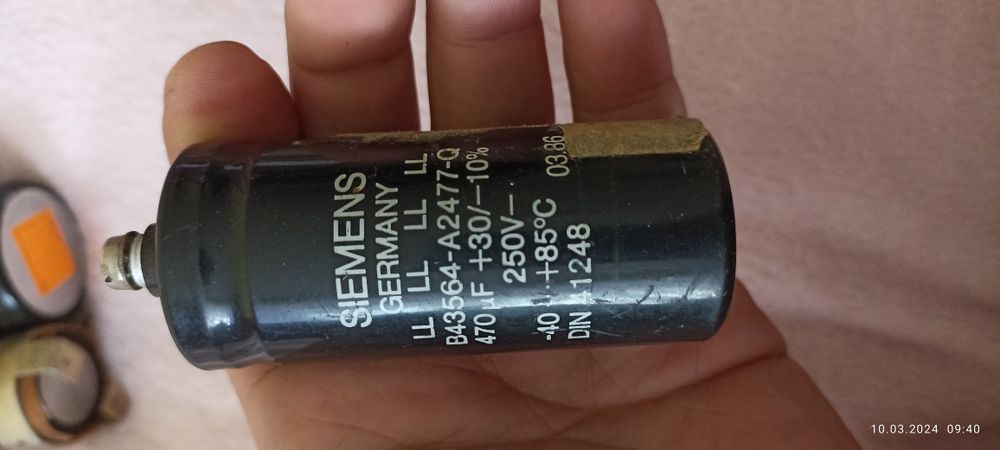 SIEMENS
GERMANY
LL LL LL LL LL
B43564-A2477-Q
470 µF +30/-10%
250V–
-40 ... +85°C 03.86
DIN 41248
10.03.2024 09:40